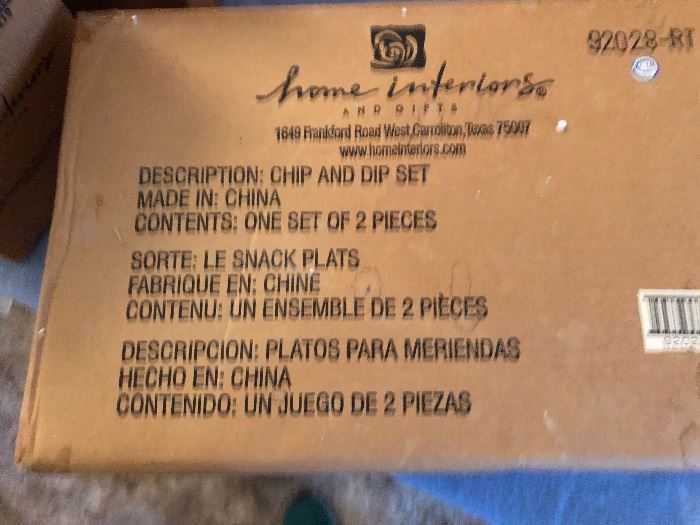 92028-RT
home interiors®
AND GIFTS
1649 Frankford Road West, Carrollton, Texas 75007
www.homeinteriors.com
DESCRIPTION: CHIP AND DIP SET
MADE IN: CHINA
CONTENTS: ONE SET OF 2 PIECES
SORTE: LE SNACK PLATS
FABRIQUE EN: CHINE
CONTENU: UN ENSEMBLE DE 2 PIÈCES
DESCRIPCION: PLATOS PARA MERIENDAS
HECHO EN: CHINA
CONTENIDO: UN JUEGO DE 2 PIEZAS